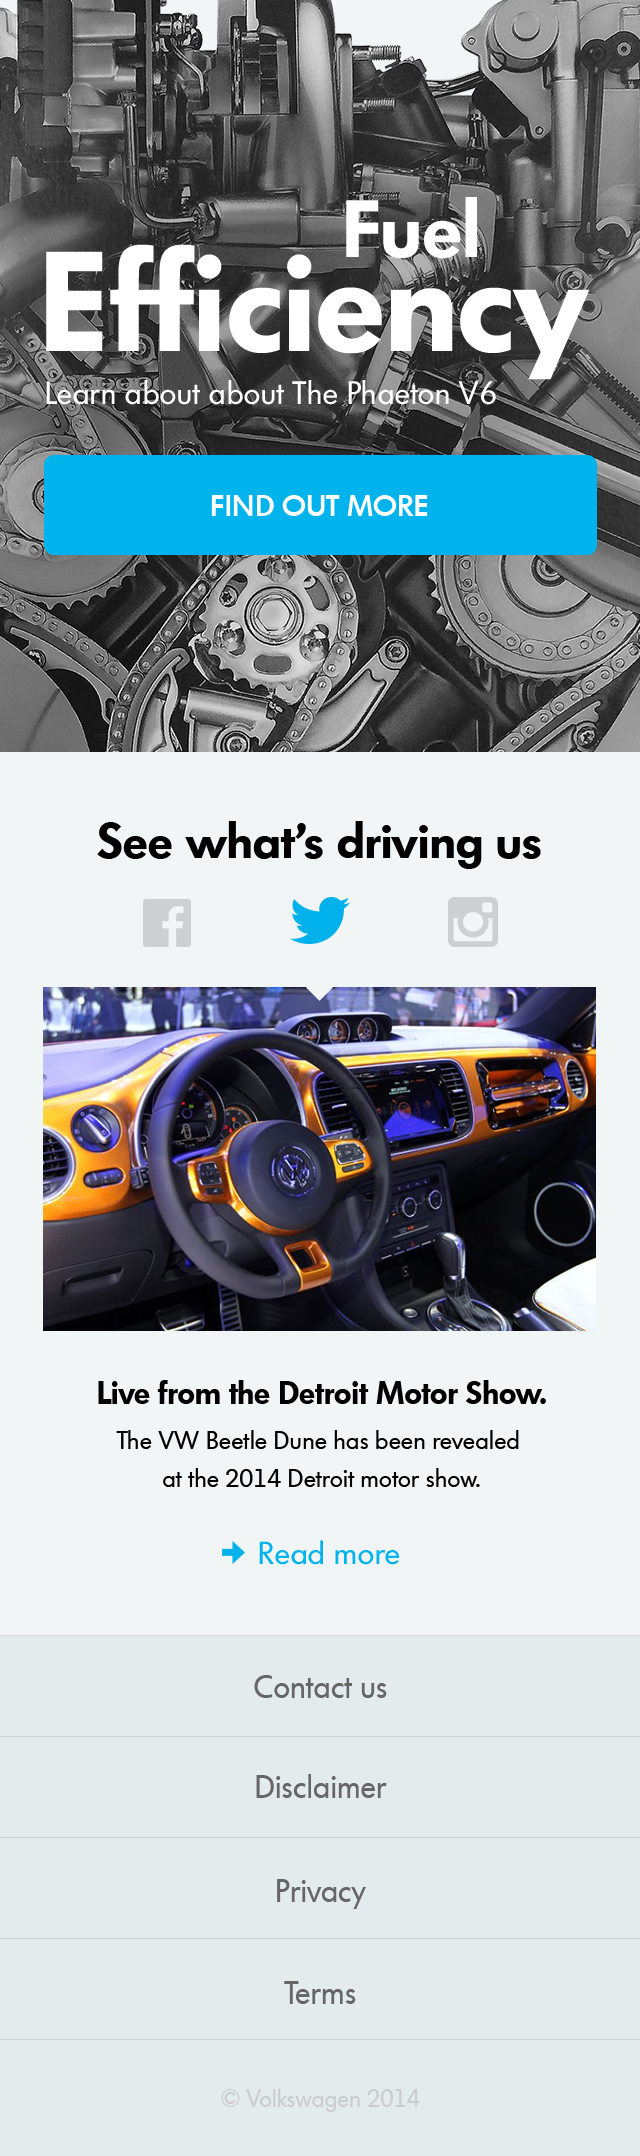 Fuel
Efficiency
Learn about about The Phaeton V6
FIND OUT MORE
See what’s driving us
Live from the Detroit Motor Show.
The VW Beetle Dune has been revealed
at the 2014 Detroit motor show.
Read more
Contact us
Disclaimer
Privacy
Terms
© Volkswagen 2014